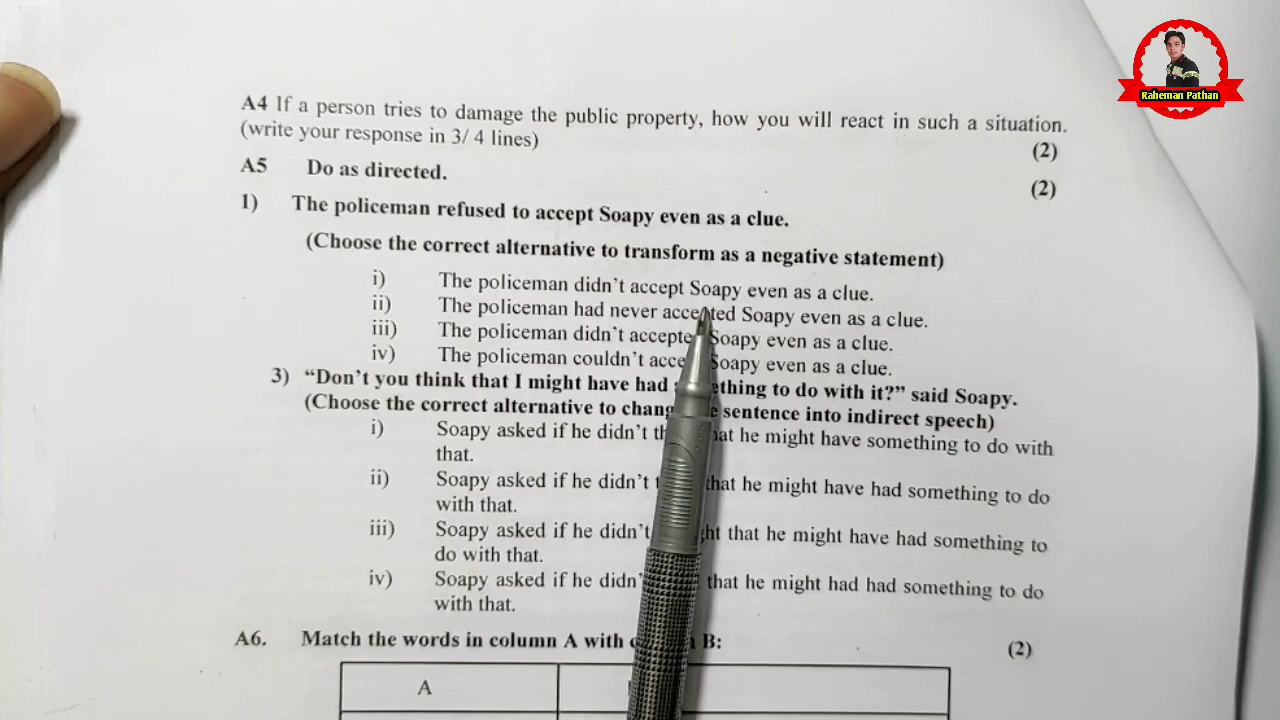 Raheman Pathan
A4 If a person tries to damage the public property, how you will react in such a situation.
(write your response in 3/ 4 lines) (2)
A5 Do as directed. (2)
1) The policeman refused to accept Soapy even as a clue.
(Choose the correct alternative to transform as a negative statement)
i) The policeman didn't accept Soapy even as a clue.
ii) The policeman had never accepted Soapy even as a clue.
iii) The policeman didn't accepted Soapy even as a clue.
iv) The policeman couldn't accept Soapy even as a clue.
3) "Don't you think that I might have had something to do with it?" said Soapy.
(Choose the correct alternative to change the sentence into indirect speech)
i) Soapy asked if he didn't that he might have something to do with
that.
ii) Soapy asked if he didn't that he might have had something to do
with that.
iii) Soapy asked if he didn't that he might have had something to
do with that.
iv) Soapy asked if he didn't that he might had had something to do
with that.
A6. Match the words in column A with column B: (2)
A